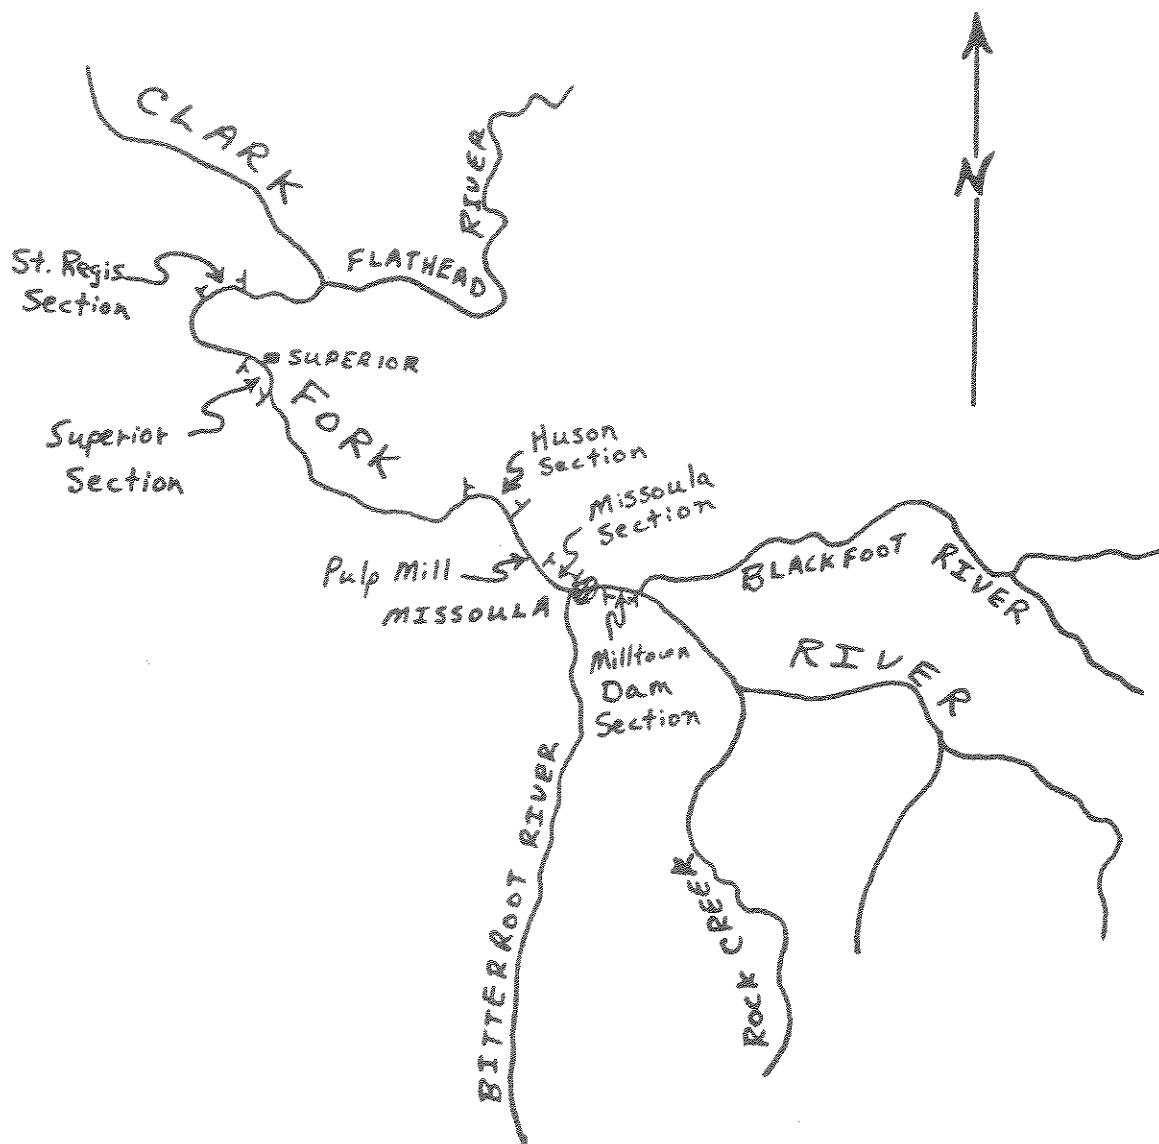 CLARK
RIVER
FLATHEAD
N
St. Regis
Section
SUPERIOR
FORK
Superior
Section
Huson
Section
Missoula
Section
Pulp Mill
MISSOULA
BLACKFOOT
RIVER
Milltown
Dam
Section
RIVER
BITTERROOT RIVER
ROCK CREEK